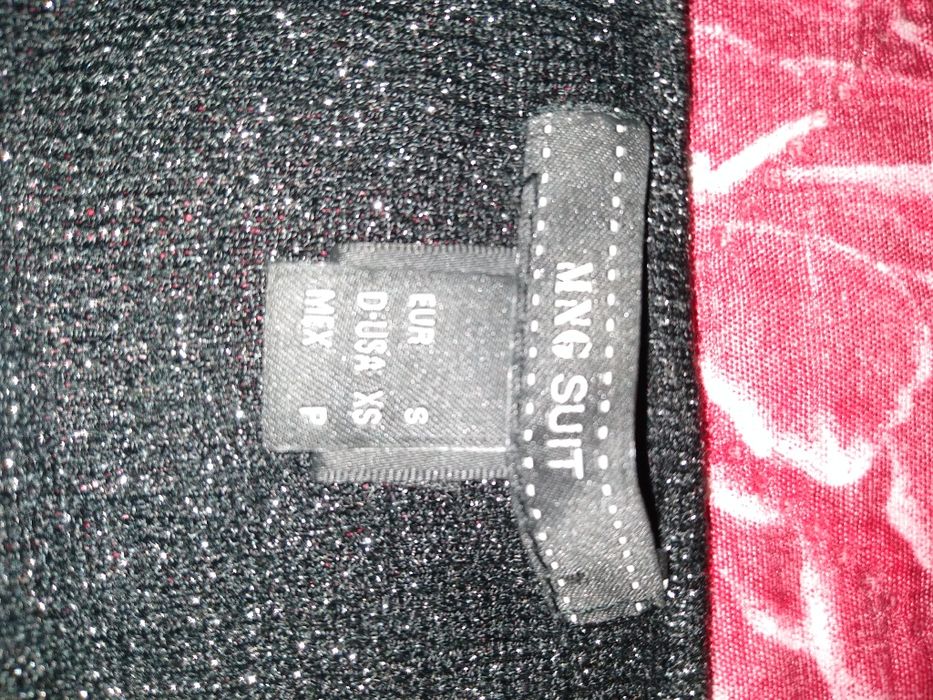 MNG SUIT
EUR S
D-USA XS
MEX P